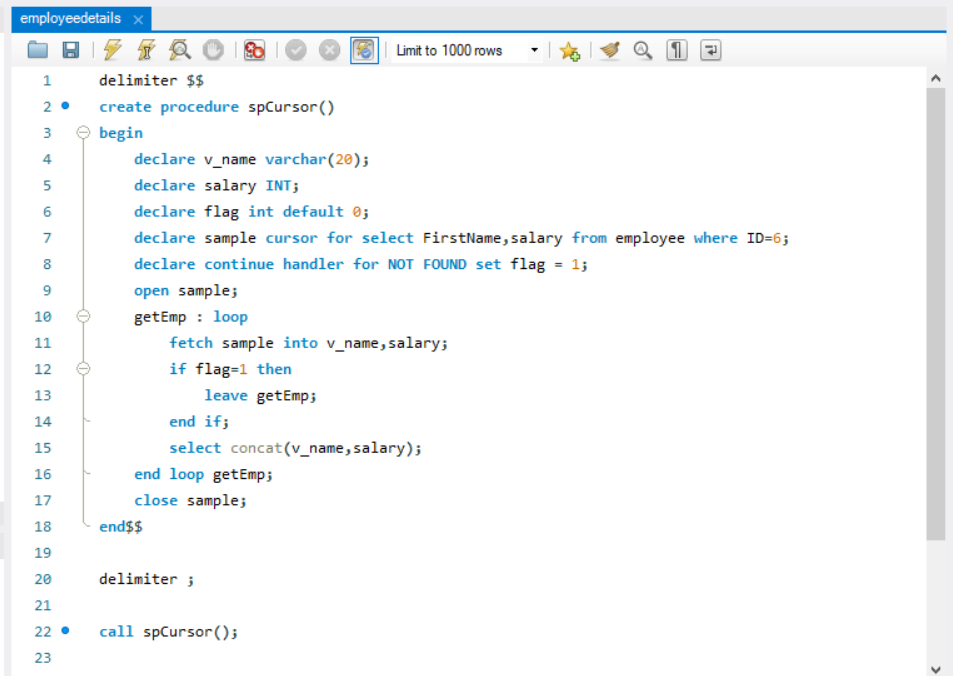 employeedetails ×
Limit to 1000 rows
1 delimiter $$
2 create procedure spCursor()
3 begin
4 declare v_name varchar(20);
5 declare salary INT;
6 declare flag int default 0;
7 declare sample cursor for select FirstName,salary from employee where ID=6;
8 declare continue handler for NOT FOUND set flag = 1;
9 open sample;
10 getEmp : loop
11 fetch sample into v_name,salary;
12 if flag=1 then
13 leave getEmp;
14 end if;
15 select concat(v_name,salary);
16 end loop getEmp;
17 close sample;
18 end$$
19
20 delimiter ;
21
22 call spCursor();
23